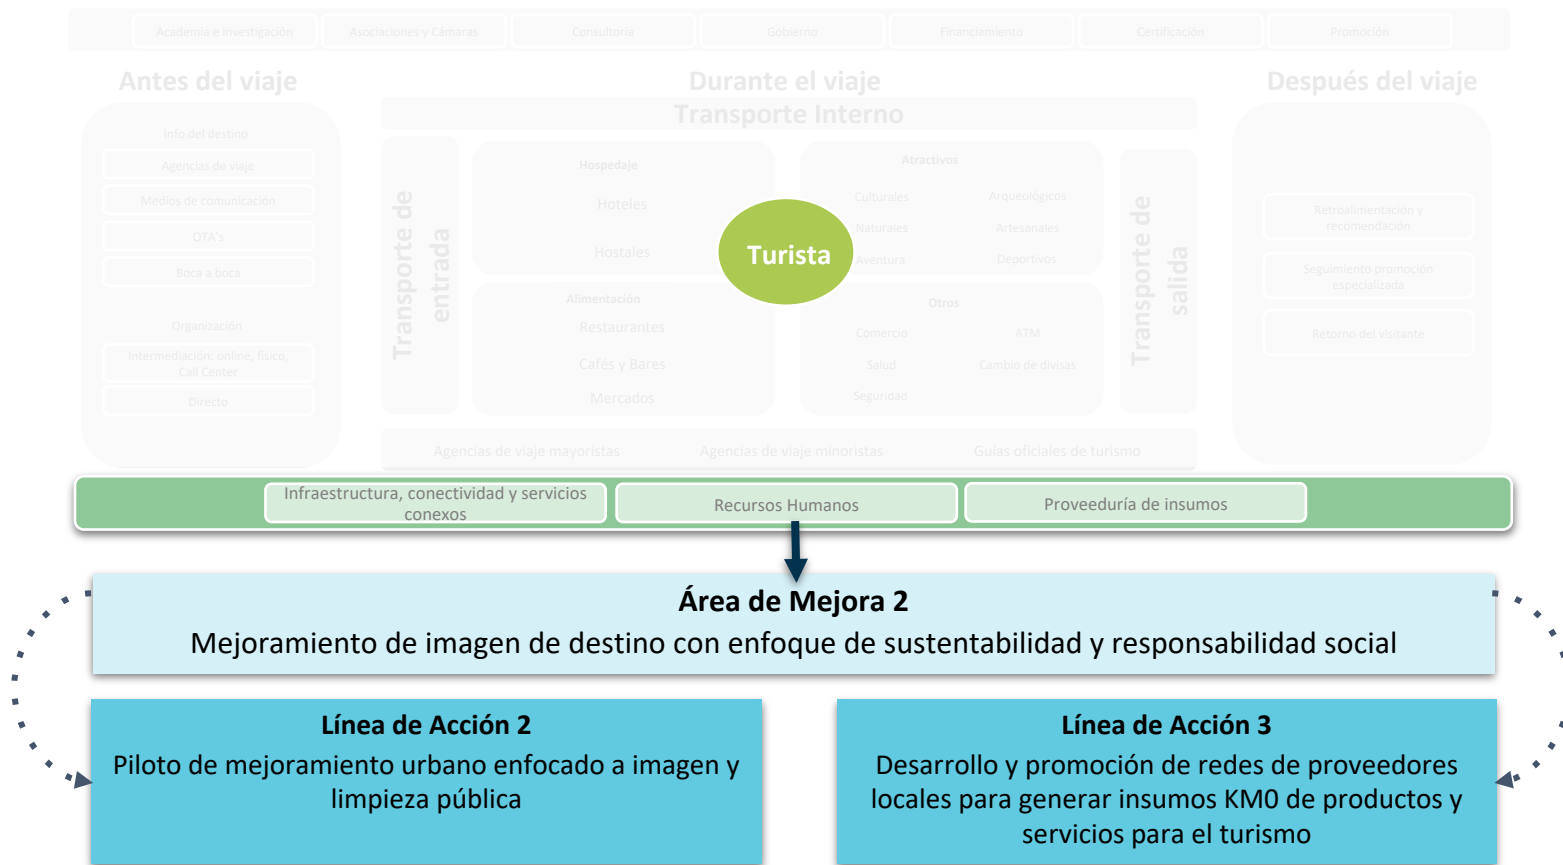 Academia e investigación
Asociaciones y Cámaras
Consultoría
Gobierno
Financiamiento
Certificación
Promoción
Antes del viaje
Durante el viaje
Después del viaje
Transporte Interno
Info del destino
Agencias de viaje
Medios de comunicación
OTA's
Boca a boca
Organización
Intermediación: online, físico,
Call Center
Directo
Transporte de
entrada
Hospedaje
Hoteles
Hostales
Alimentación
Restaurantes
Cafés y Bares
Mercados
Turista
Atractivos
Culturales
Arqueológicos
Naturales
Artesanales
Aventura
Deportivos
Otros
Comercio
ATM
Salud
Cambio de divisas
Seguridad
Transporte de
salida
Retroalimentación y
recomendación
Seguimiento promoción
especializada
Retorno del visitante
Agencias de viaje mayoristas
Agencias de viaje minoristas
Guías oficiales de turismo
Infraestructura, conectividad y servicios
conexos
Recursos Humanos
Proveeduría de insumos
Área de Mejora 2
Mejoramiento de imagen de destino con enfoque de sustentabilidad y responsabilidad social
Línea de Acción 2
Piloto de mejoramiento urbano enfocado a imagen y
limpieza pública
Línea de Acción 3
Desarrollo y promoción de redes de proveedores
locales para generar insumos KM0 de productos y
servicios para el turismo